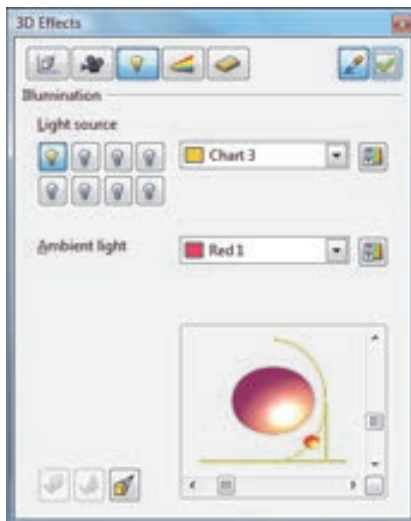 3D Effects
Illumination
Light source
Chart 3
Ambient light
Red 1